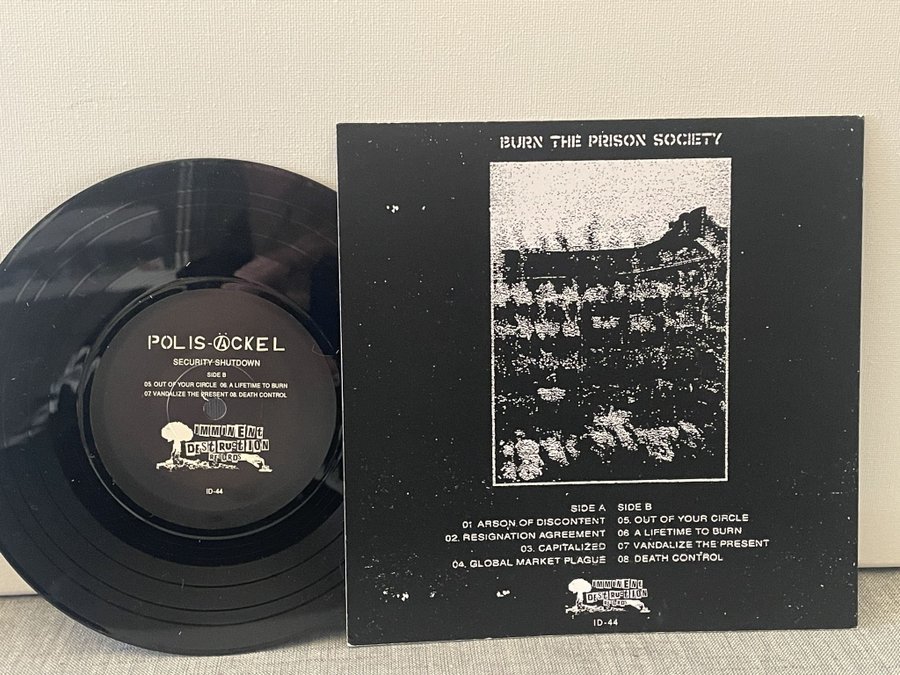 POLIS-ÄCKEL
SECURITY SHUTDOWN
SIDE B
05. OUT OF YOUR CIRCLE 06. A LIFETIME TO BURN
07. VANDALIZE THE PRESENT 08. DEATH CONTROL
IMMINENT
DESTRUCTION
RECORDS
ID-44
BURN THE PRISON SOCIETY
SIDE A SIDE B
01 ARSON OF DISCONTENT 05. OUT OF YOUR CIRCLE
02. RESIGNATION AGREEMENT 06 A LIFETIME TO BURN
03. CAPITALIZED 07 VANDALIZE THE PRESENT
04. GLOBAL MARKET PLAGUE 08. DEATH CONTROL
IMMINENT
DESTRUCTION
RECORDS
ID-44